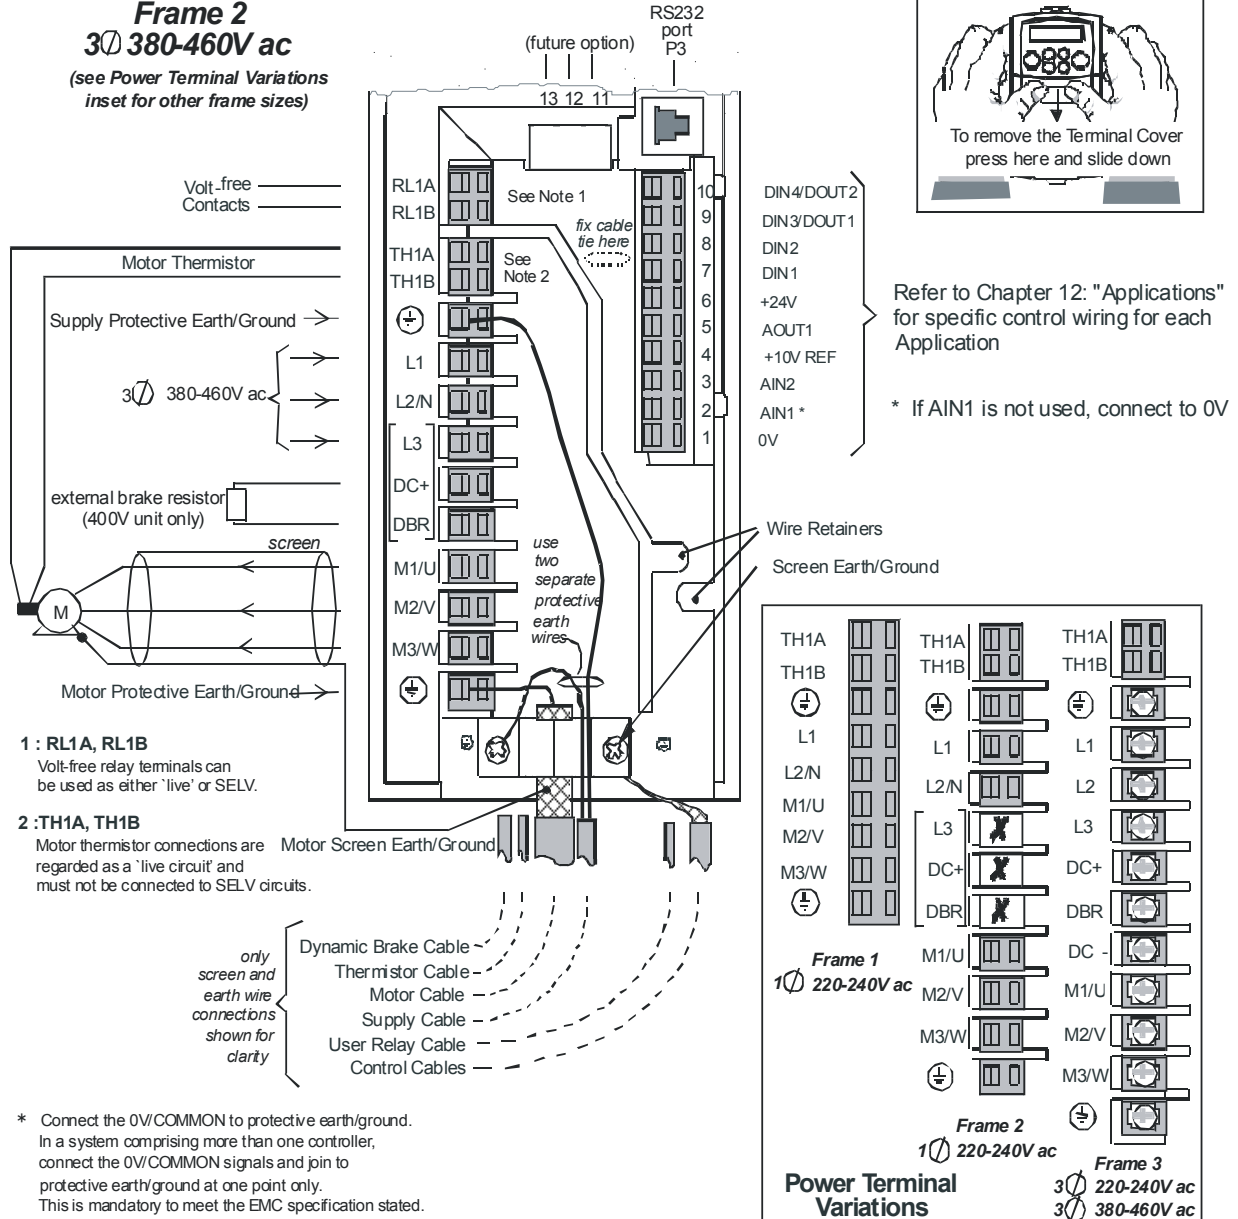 Frame 2
3Ø 380-460V ac
(see Power Terminal Variations
inset for other frame sizes)
(future option)
RS232
port
P3
13 12 11
To remove the Terminal Cover
press here and slide down
Volt-free
Contacts
Motor Thermistor
Supply Protective Earth/Ground
3Ø 380-460V ac
external brake resistor
(400V unit only)
screen
M
Motor Protective Earth/Ground
RL1A
RL1B
TH1A
TH1B
L1
L2/N
L3
DC+
DBR
M1/U
M2/V
M3/W
See Note 1
See
Note 2
fix cable
tie here
use
two
separate
protective
earth
wires
10
9
8
7
6
5
4
3
2
1
DIN4/DOUT2
DIN3/DOUT1
DIN2
DIN1
+24V
AOUT1
+10V REF
AIN2
AIN1 *
0V
Refer to Chapter 12: "Applications"
for specific control wiring for each
Application
* If AIN1 is not used, connect to 0V
Wire Retainers
Screen Earth/Ground
1 : RL1A, RL1B
Volt-free relay terminals can
be used as either `live' or SELV.
2 :TH1A, TH1B
Motor thermistor connections are
regarded as a `live circuit' and
must not be connected to SELV circuits.
Motor Screen Earth/Ground
only
screen and
earth wire
connections
shown for
clarity
Dynamic Brake Cable
Thermistor Cable
Motor Cable
Supply Cable
User Relay Cable
Control Cables
* Connect the 0V/COMMON to protective earth/ground.
In a system comprising more than one controller,
connect the 0V/COMMON signals and join to
protective earth/ground at one point only.
This is mandatory to meet the EMC specification stated.
TH1A
TH1B
L1
L2/N
M1/U
M2/V
M3/W
Frame 1
1Ø 220-240V ac
TH1A
TH1B
L1
L2/N
L3
DC+
DBR
M1/U
M2/V
M3/W
Frame 2
1Ø 220-240V ac
TH1A
TH1B
L1
L2
L3
DC+
DBR
DC -
M1/U
M2/V
M3/W
Frame 3
3Ø 220-240V ac
3Ø 380-460V ac
Power Terminal
Variations